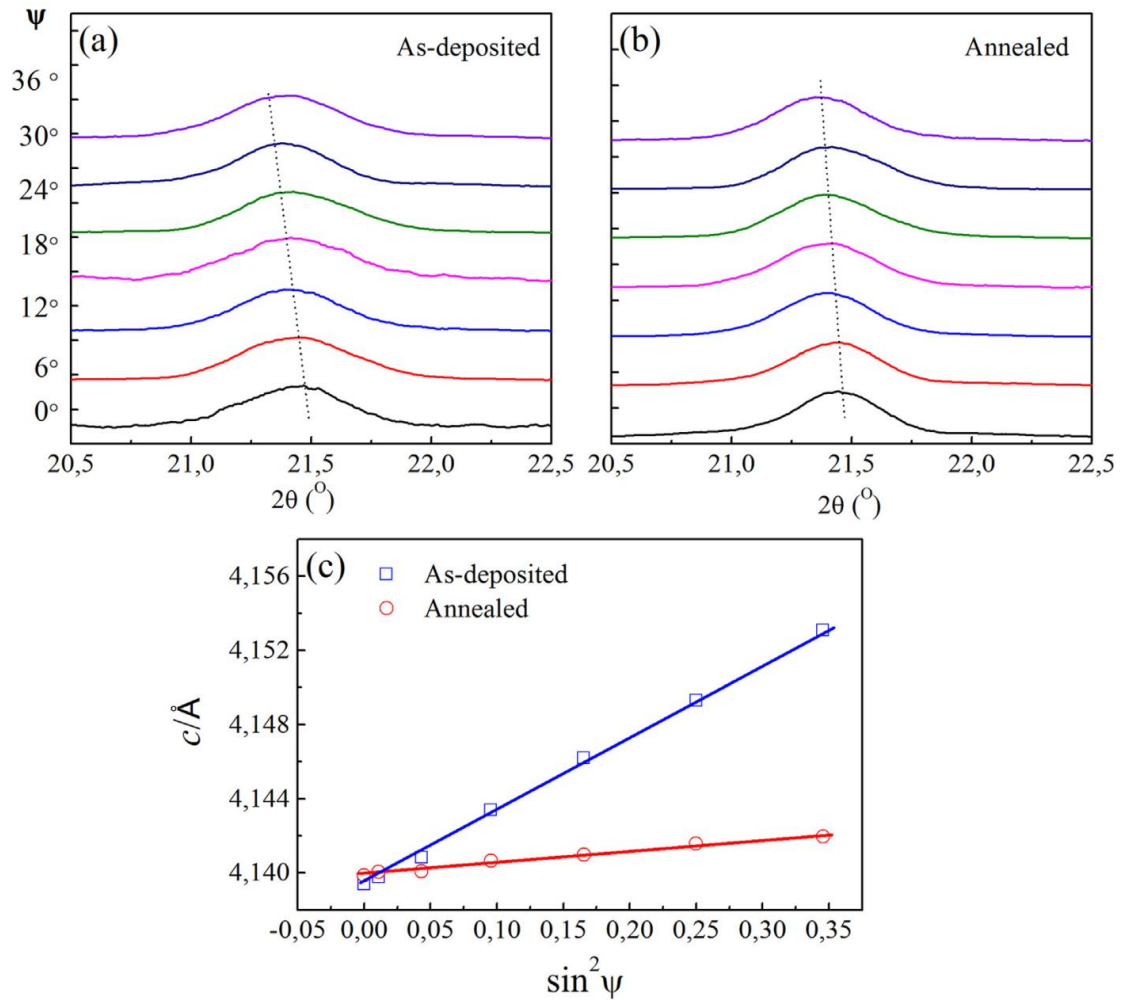 ψ
(a)
As-deposited
36 °
30°
24°
18°
12°
6°
0°
20,5 21,0 21,5 22,0 22,5
2θ (O)
(b)
Annealed
20,5 21,0 21,5 22,0 22,5
2θ (O)
(c)
As-deposited
Annealed
c/Å
4,156
4,152
4,148
4,144
4,140
-0,05 0,00 0,05 0,10 0,15 0,20 0,25 0,30 0,35
sin²ψ